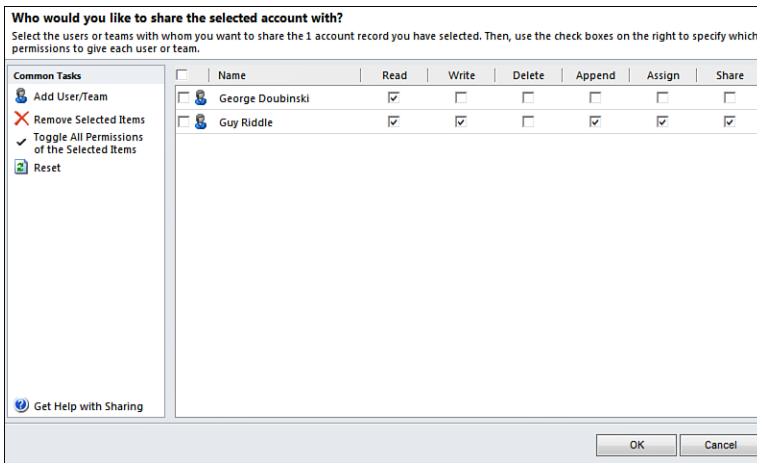 Who would you like to share the selected account with?
Select the users or teams with whom you want to share the 1 account record you have selected. Then, use the check boxes on the right to specify which
permissions to give each user or team.
Common Tasks
Add User/Team
Remove Selected Items
Toggle All Permissions
of the Selected Items
Reset
Get Help with Sharing
Name Read Write Delete Append Assign Share
George Doubinski
Guy Riddle
OK Cancel